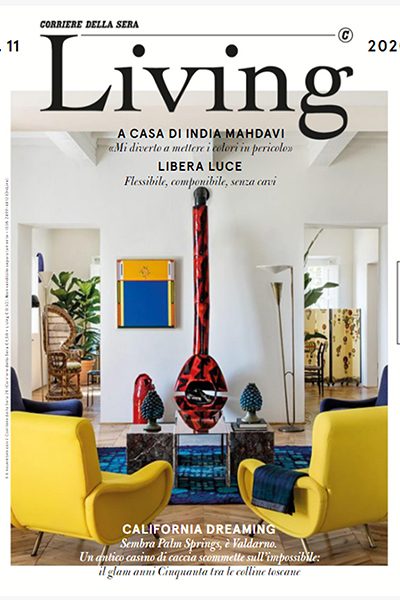 CORRIERE DELLA SERA
. 11
C
202
Living
A CASA DI INDIA MAHDAVI
«Mi diverto a mettere i colori in pericolo»
LIBERA LUCE
Flessibile, componibile, senza cavi
CALIFORNIA DREAMING
Sembra Palm Springs, è Valdarno.
Un antico casino di caccia scommette sull'impossibile:
il glam anni Cinquanta tra le colline toscane